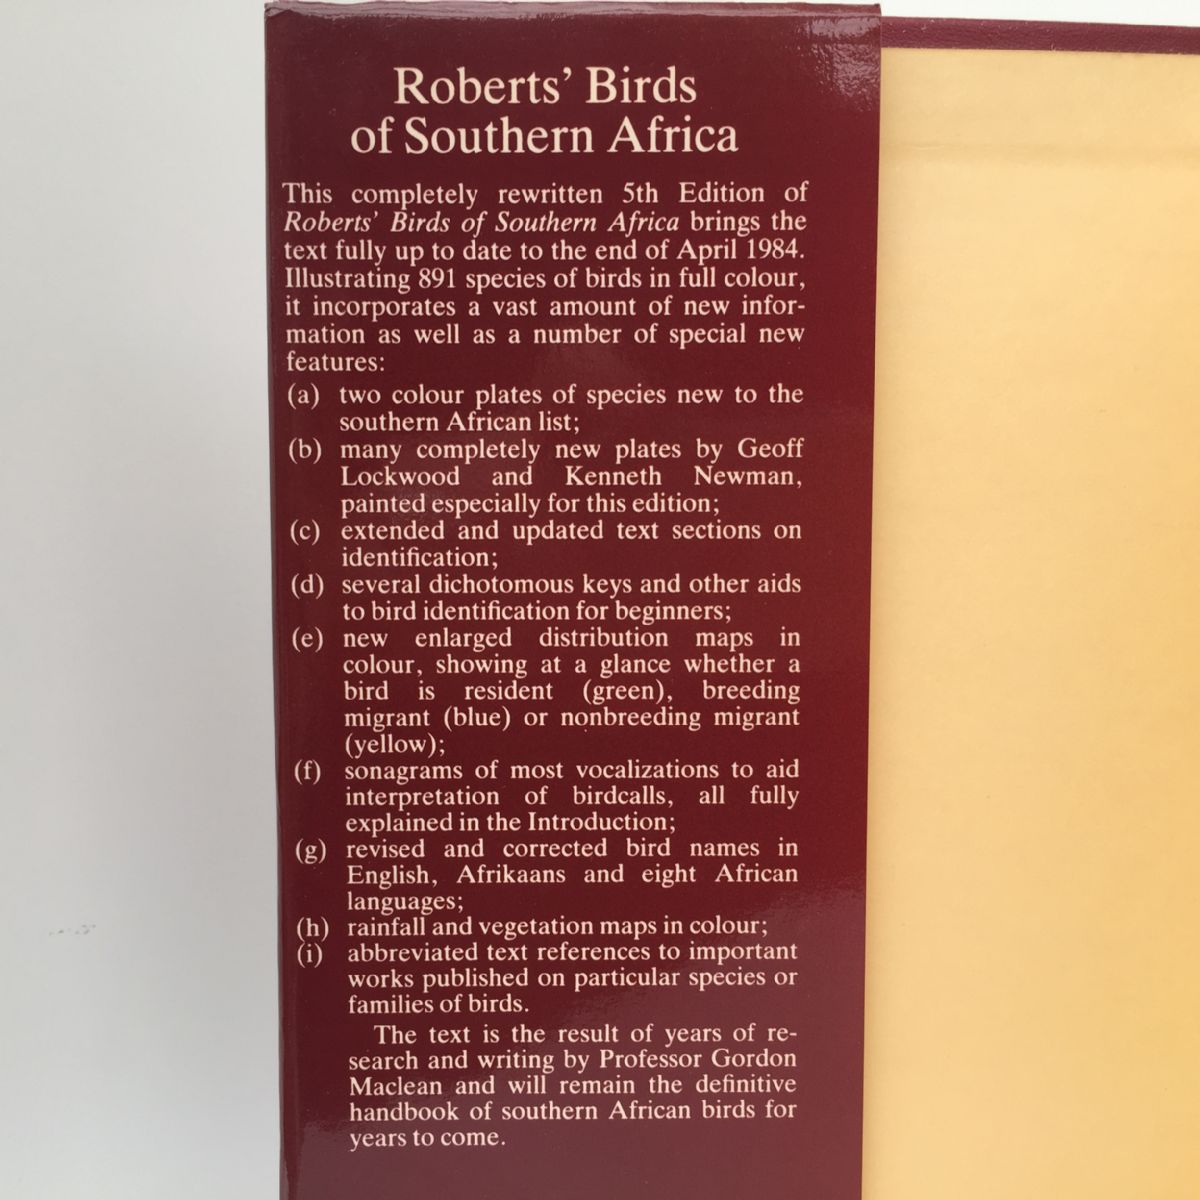 Roberts' Birds
of Southern Africa
This completely rewritten 5th Edition of
Roberts' Birds of Southern Africa brings the
text fully up to date to the end of April 1984.
Illustrating 891 species of birds in full colour,
it incorporates a vast amount of new infor-
mation as well as a number of special new
features:
(a) two colour plates of species new to the
southern African list;
(b) many completely new plates by Geoff
Lockwood and Kenneth Newman,
painted especially for this edition;
(c) extended and updated text sections on
identification;
(d) several dichotomous keys and other aids
to bird identification for beginners;
(e) new enlarged distribution maps in
colour, showing at a glance whether a
bird is resident (green), breeding
migrant (blue) or nonbreeding migrant
(yellow);
(f) sonagrams of most vocalizations to aid
interpretation of birdcalls, all fully
explained in the Introduction;
(g) revised and corrected bird names in
English, Afrikaans and eight African
languages;
(h) rainfall and vegetation maps in colour;
(i) abbreviated text references to important
works published on particular species or
families of birds.
The text is the result of years of re-
search and writing by Professor Gordon
Maclean and will remain the definitive
handbook of southern African birds for
years to come.